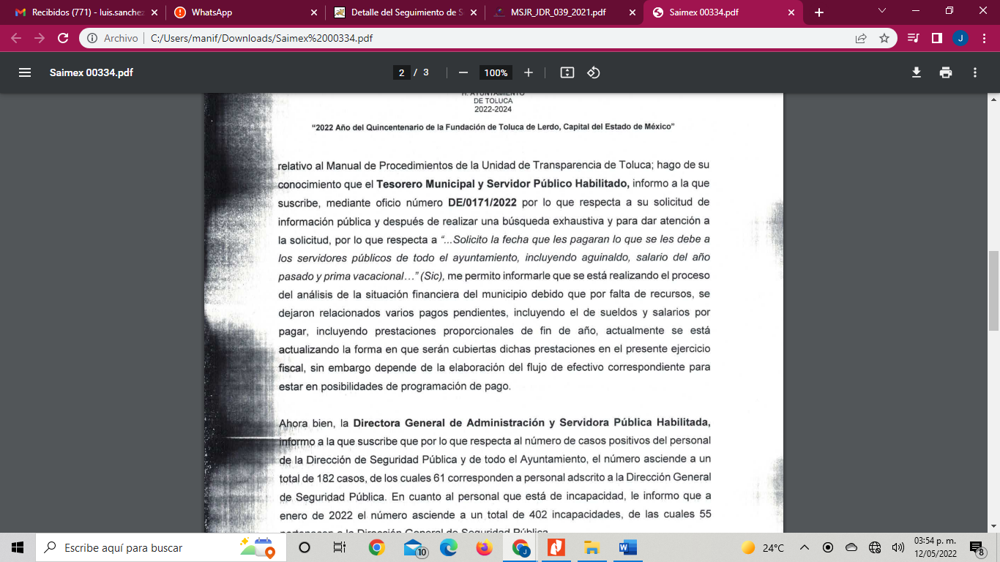 Recibidos (771) - luis.sanchez
WhatsApp
Detalle del Seguimiento de S
MSJR_JDR_039_2021.pdf
Saimex 00334.pdf
Archivo
C:/Users/manif/Downloads/Saimex%2000334.pdf
J
Saimex 00334.pdf
2 / 3
100%
H. AYUNTAMIENTO
DE TOLUCA
2022-2024
“2022 Año del Quincentenario de la Fundación de Toluca de Lerdo, Capital del Estado de México”
relativo al Manual de Procedimientos de la Unidad de Transparencia de Toluca; hago de su
conocimiento que el Tesorero Municipal y Servidor Público Habilitado, informo a la que
suscribe, mediante oficio número DE/0171/2022 por lo que respecta a su solicitud de
información pública y después de realizar una búsqueda exhaustiva y para dar atención a
la solicitud, por lo que respecta a “...Solicito la fecha que les pagaran lo que se les debe a
los servidores públicos de todo el ayuntamiento, incluyendo aguinaldo, salario del año
pasado y prima vacacional…” (Sic), me permito informarle que se está realizando el proceso
del análisis de la situación financiera del municipio debido que por falta de recursos, se
dejaron relacionados varios pagos pendientes, incluyendo el de sueldos y salarios por
pagar, incluyendo prestaciones proporcionales de fin de año, actualmente se está
actualizando la forma en que serán cubiertas dichas prestaciones en el presente ejercicio
fiscal, sin embargo depende de la elaboración del flujo de efectivo correspondiente para
estar en posibilidades de programación de pago.
Ahora bien, la Directora General de Administración y Servidora Pública Habilitada,
informo a la que suscribe que por lo que respecta al número de casos positivos del personal
de la Dirección de Seguridad Pública y de todo el Ayuntamiento, el número asciende a un
total de 182 casos, de los cuales 61 corresponden a personal adscrito a la Dirección General
de Seguridad Pública. En cuanto al personal que está de incapacidad, le informo que a
enero de 2022 el número asciende a un total de 402 incapacidades, de las cuales 55
pertenecen a la Dirección General de Seguridad Pública.
Escribe aquí para buscar
10
J
24°C
03:54 p. m.
12/05/2022
8